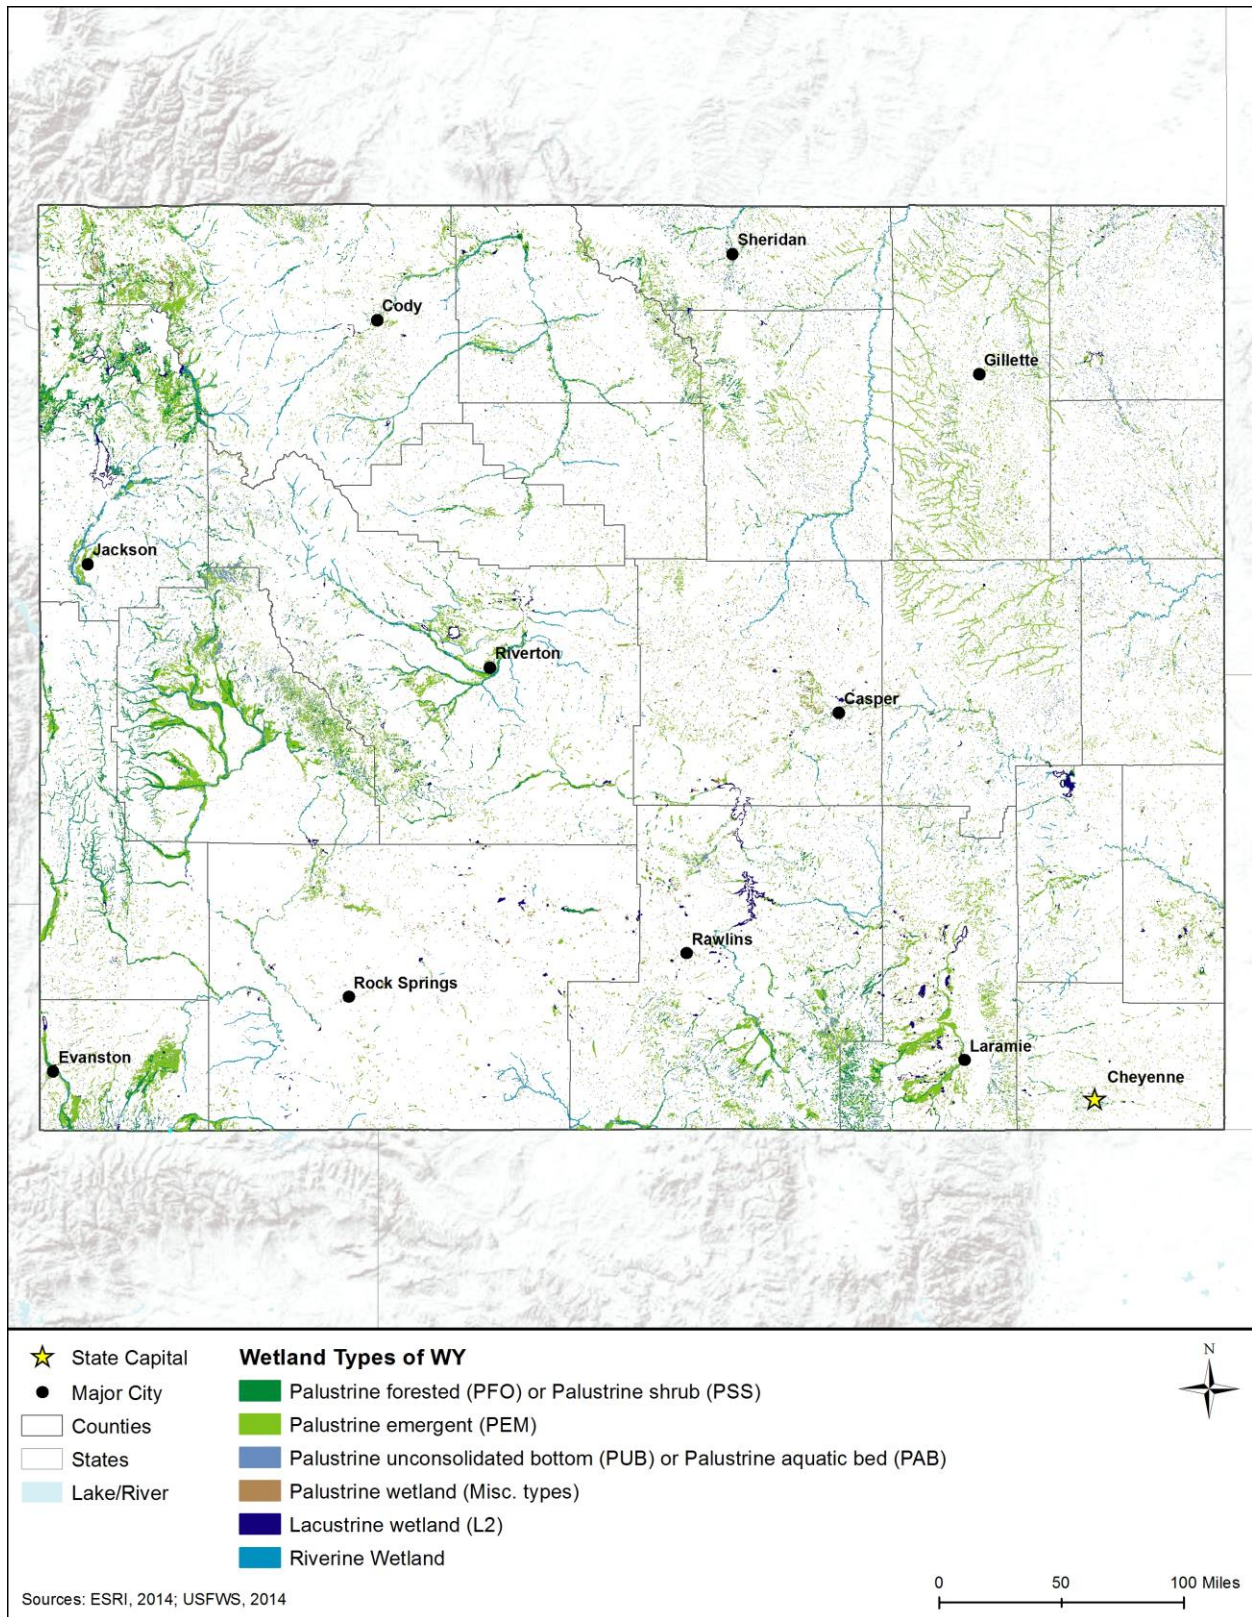 Sheridan
Cody
Gillette
Jackson
Riverton
Casper
Rawlins
Rock Springs
Evanston
Laramie
Cheyenne
State Capital
Major City
Counties
States
Lake/River
Wetland Types of WY
Palustrine forested (PFO) or Palustrine shrub (PSS)
Palustrine emergent (PEM)
Palustrine unconsolidated bottom (PUB) or Palustrine aquatic bed (PAB)
Palustrine wetland (Misc. types)
Lacustrine wetland (L2)
Riverine Wetland
N
0 50 100 Miles
Sources: ESRI, 2014; USFWS, 2014